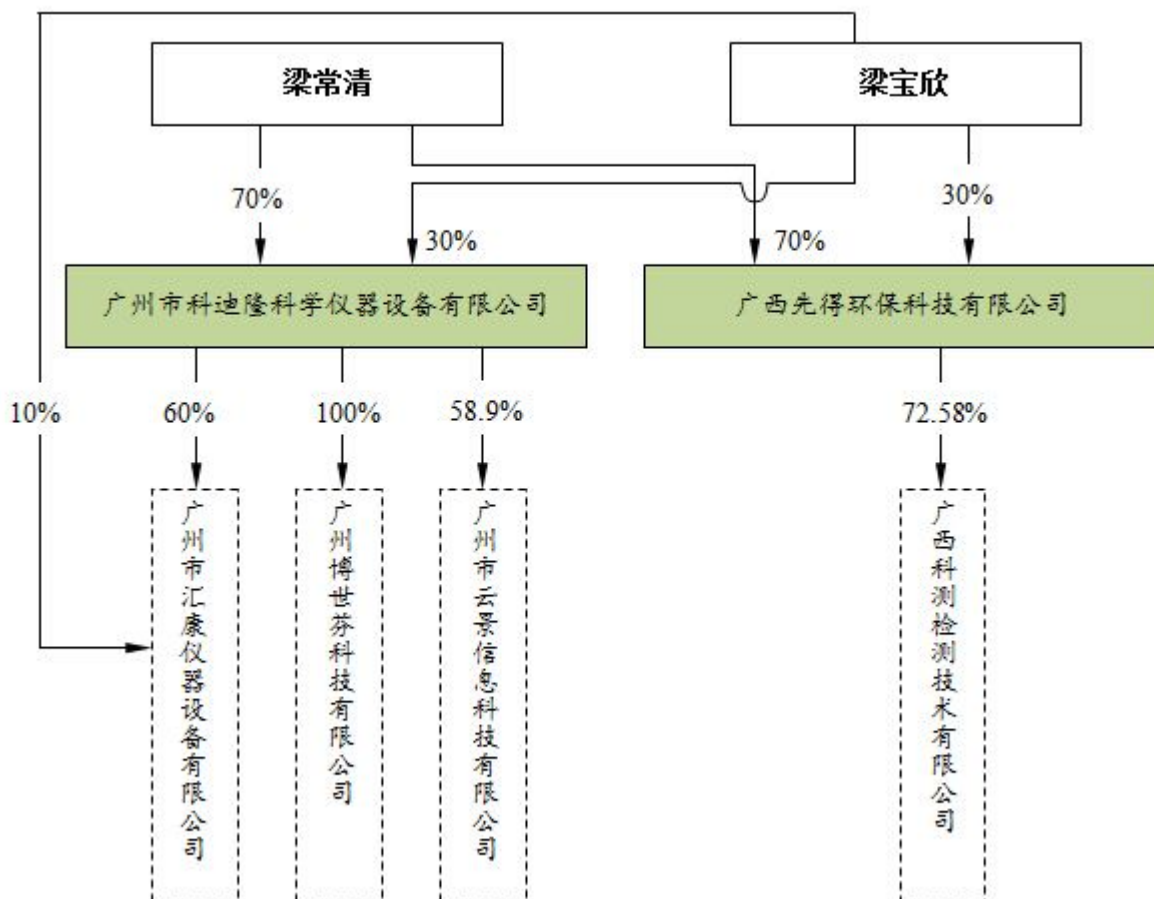 梁常清
梁宝欣
70%
30%
30%
70%
广州市科迪隆科学仪器设备有限公司
广西先得环保科技有限公司
10%
60%
100%
58.9%
72.58%
广州市汇康仪器设备有限公司
广州博世芬科技有限公司
广州市云景信息科技有限公司
广西科测检测技术有限公司